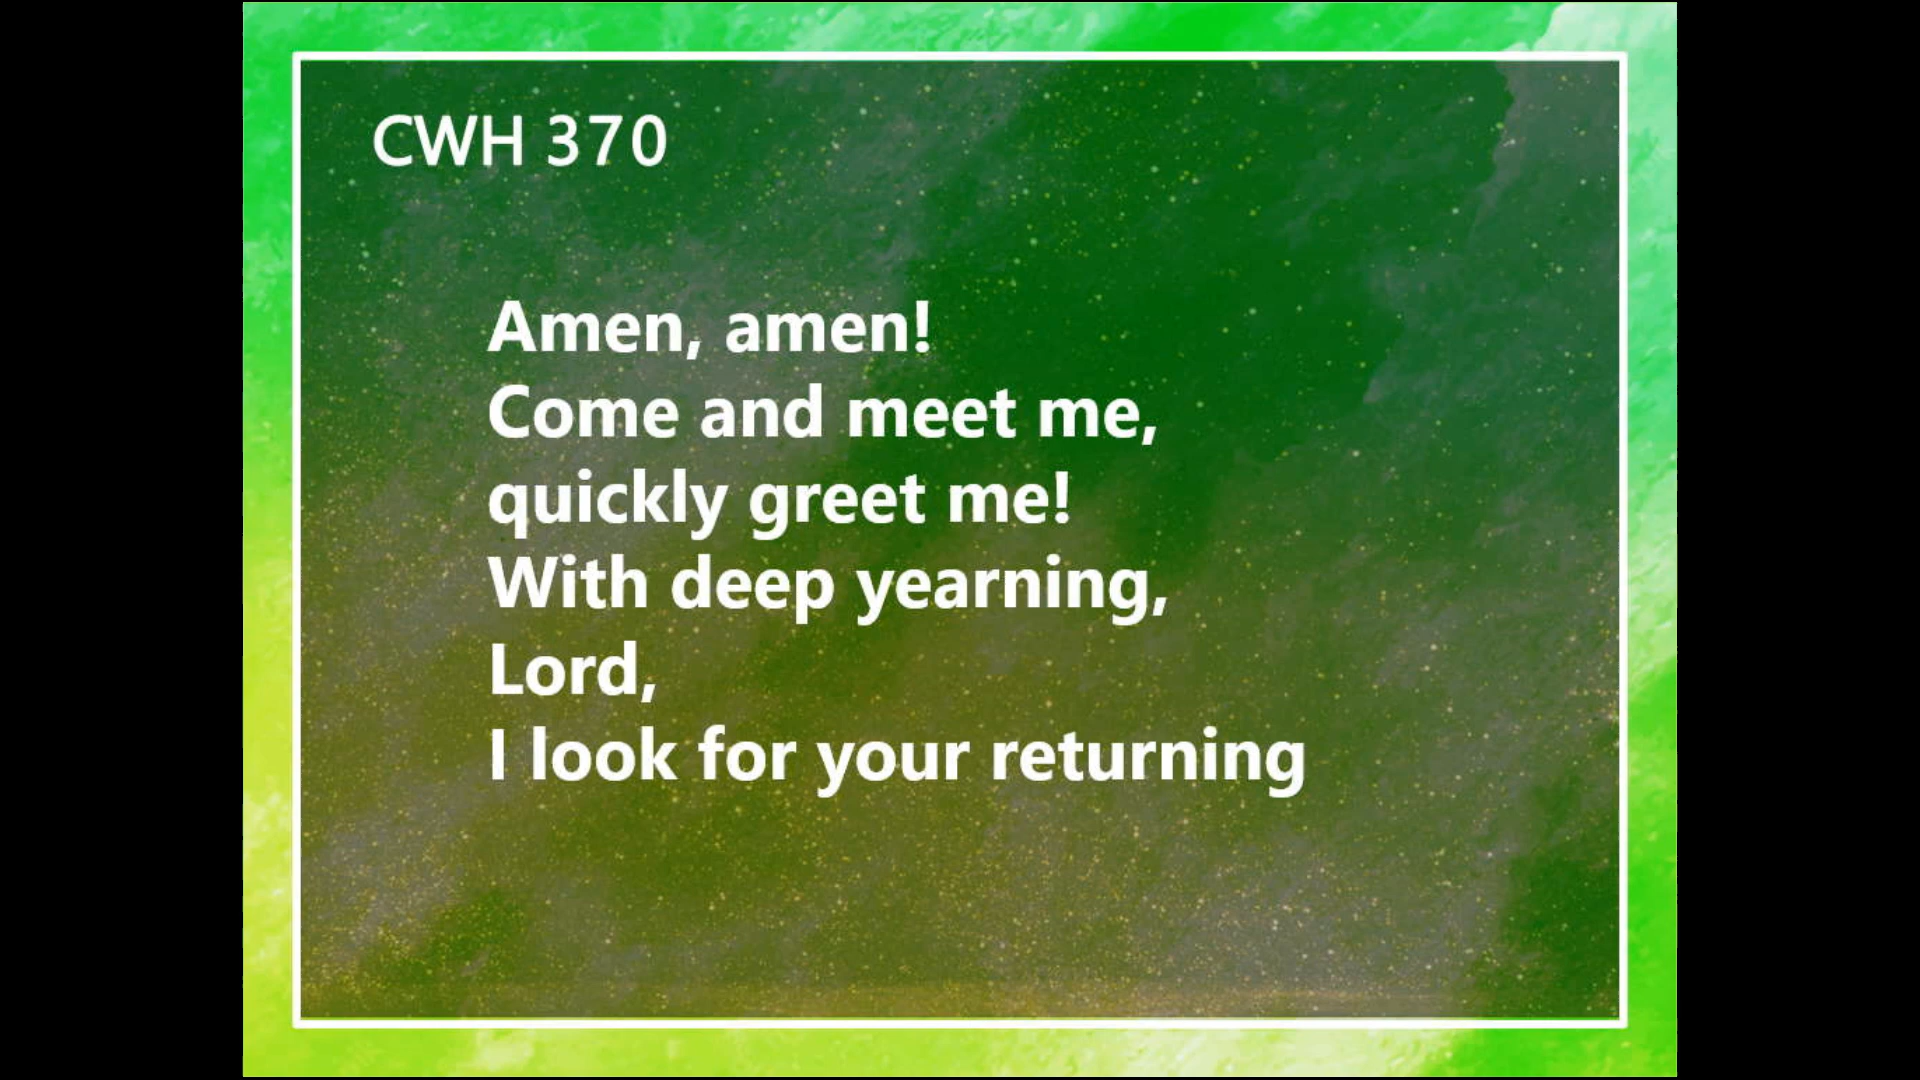 CWH 370
Amen, amen!
Come and meet me,
quickly greet me!
With deep yearning,
Lord,
I look for your returning